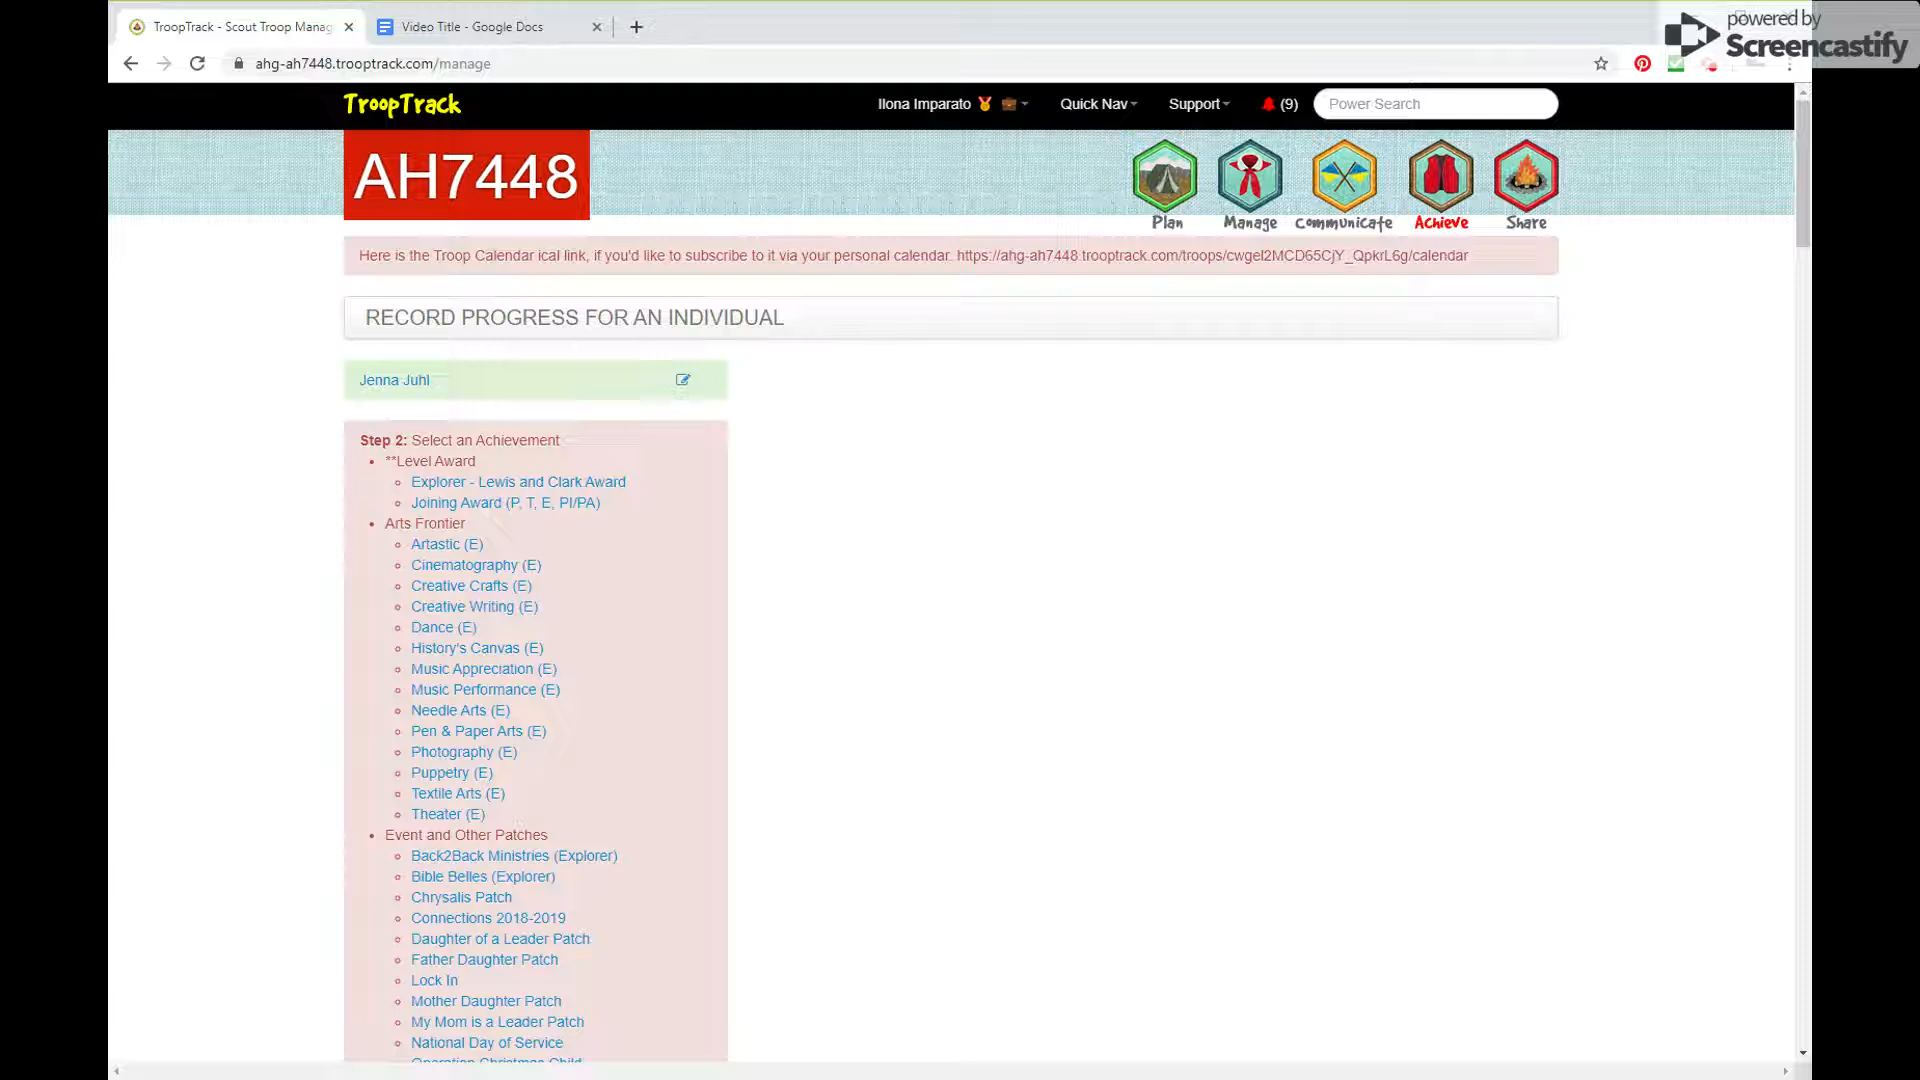 TroopTrack - Scout Troop Manag
Video Title - Google Docs
powered by
Screencastify
ahg-ah7448.trooptrack.com/manage
TroopTrack
Ilona Imparato
Quick Nav
Support
(9)
Power Search
AH7448
Plan
Manage
Communicate
Achieve
Share
Here is the Troop Calendar ical link, if you'd like to subscribe to it via your personal calendar. https://ahg-ah7448.trooptrack.com/troops/cwgel2MCD65CjY_QpkrL6g/calendar
RECORD PROGRESS FOR AN INDIVIDUAL
Jenna Juhl
Step 2: Select an Achievement
**Level Award
Explorer - Lewis and Clark Award
Joining Award (P, T, E, PI/PA)
Arts Frontier
Artastic (E)
Cinematography (E)
Creative Crafts (E)
Creative Writing (E)
Dance (E)
History's Canvas (E)
Music Appreciation (E)
Music Performance (E)
Needle Arts (E)
Pen & Paper Arts (E)
Photography (E)
Puppetry (E)
Textile Arts (E)
Theater (E)
Event and Other Patches
Back2Back Ministries (Explorer)
Bible Belles (Explorer)
Chrysalis Patch
Connections 2018-2019
Daughter of a Leader Patch
Father Daughter Patch
Lock In
Mother Daughter Patch
My Mom is a Leader Patch
National Day of Service
Operation Christmas Child